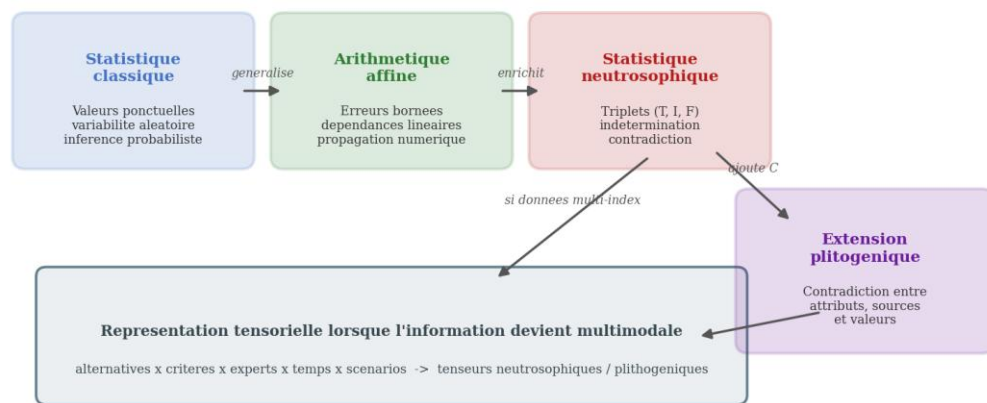 Statistique
classique
Valeurs ponctuelles
variabilite aleatoire
inference probabiliste
generalise
Arithmetique
affine
Erreurs bornees
dependances lineaires
propagation numerique
enrichit
Statistique
neutrosophique
Triplets (T, I, F)
indetermination
contradiction
ajoute C
si donnees multi-index
Extension
plitogenique
Contradiction entre
attributs, sources
et valeurs
Representation tensorielle lorsque l'information devient multimodale
alternatives x criteres x experts x temps x scenarios -> tenseurs neutrosophiques / plithogeniques